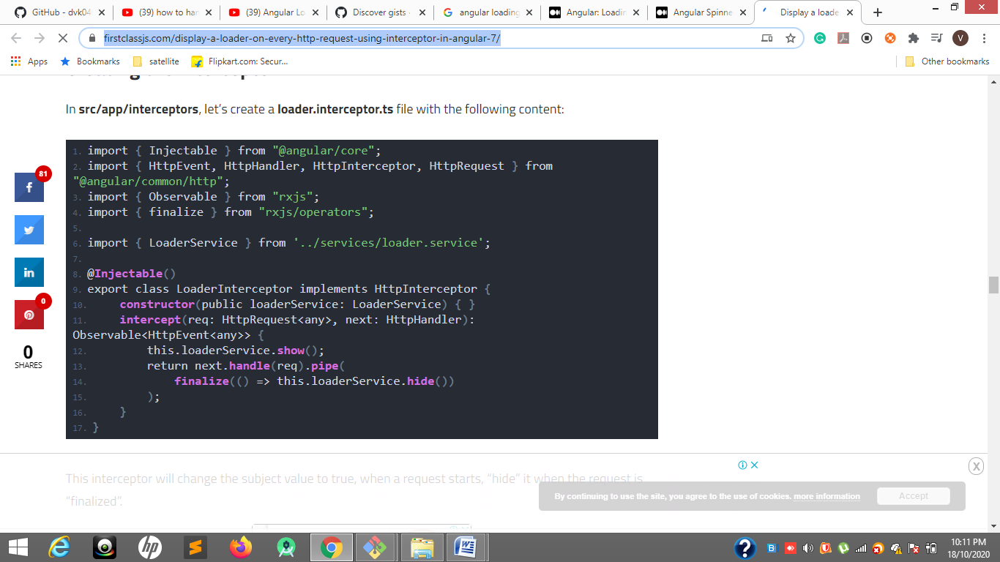 GitHub - dvk04
(39) how to har
(39) Angular Lo
Discover gists
angular loading
Angular: Loadin
Angular Spinne
Display a loade
firstclassjs.com/display-a-loader-on-every-http-request-using-interceptor-in-angular-7/
V
Apps
Bookmarks
satellite
Flipkart.com: Secur...
Other bookmarks
In src/app/interceptors, let's create a loader.interceptor.ts file with the following content:
1. import { Injectable } from "@angular/core";
2. import { HttpEvent, HttpHandler, HttpInterceptor, HttpRequest } from
"@angular/common/http";
3. import { Observable } from "rxjs";
4. import { finalize } from "rxjs/operators";
5.
6. import { LoaderService } from '../services/loader.service';
7.
8. @Injectable()
9. export class LoaderInterceptor implements HttpInterceptor {
10. constructor(public loaderService: LoaderService) { }
11. intercept(req: HttpRequest<any>, next: HttpHandler):
Observable<HttpEvent<any>> {
12. this.loaderService.show();
13. return next.handle(req).pipe(
14. finalize(() => this.loaderService.hide())
15. );
16. }
17. }
81
0
0
SHARES
This interceptor will change the subject value to true, when a request starts, "hide" it when the request is
"finalized".
By continuing to use the site, you agree to the use of cookies. more information
Accept
10:11 PM
18/10/2020